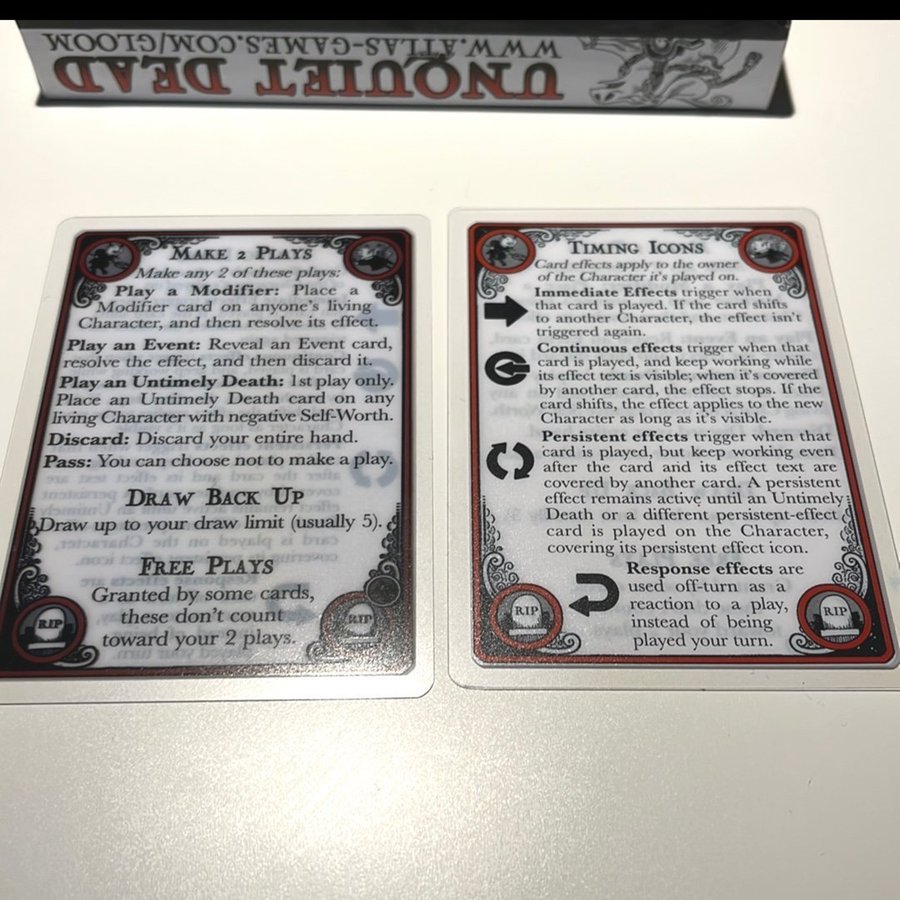 WWW.ATLAS-GAMES.COM/GLOOM
UNQUIET DEAD
MAKE 2 PLAYS
Make any 2 of these plays:
Play a Modifier: Place a
Modifier card on anyone's living
Character, and then resolve its effect.
Play an Event: Reveal an Event card,
resolve the effect, and then discard it.
Play an Untimely Death: 1st play only.
Place an Untimely Death card on any
living Character with negative Self-Worth.
Discard: Discard your entire hand.
Pass: You can choose not to make a play.
DRAW BACK UP
Draw up to your draw limit (usually 5).
FREE PLAYS
Granted by some cards,
these don't count
toward your 2 plays.
RIP
RIP
TIMING ICONS
Card effects apply to the owner
of the Character it's played on.
Immediate Effects trigger when
that card is played. If the card shifts
to another Character, the effect isn't
triggered again.
Continuous effects trigger when that
card is played, and keep working while
its effect text is visible; when it's covered
by another card, the effect stops. If the
card shifts, the effect applies to the new
Character as long as it's visible.
Persistent effects trigger when that
card is played, but keep working even
after the card and its effect text are
covered by another card. A persistent
effect remains active until an Untimely
Death or a different persistent-effect
card is played on the Character,
covering its persistent effect icon.
Response effects are
used off-turn as a
reaction to a play,
instead of being
played your turn.
RIP
RIP